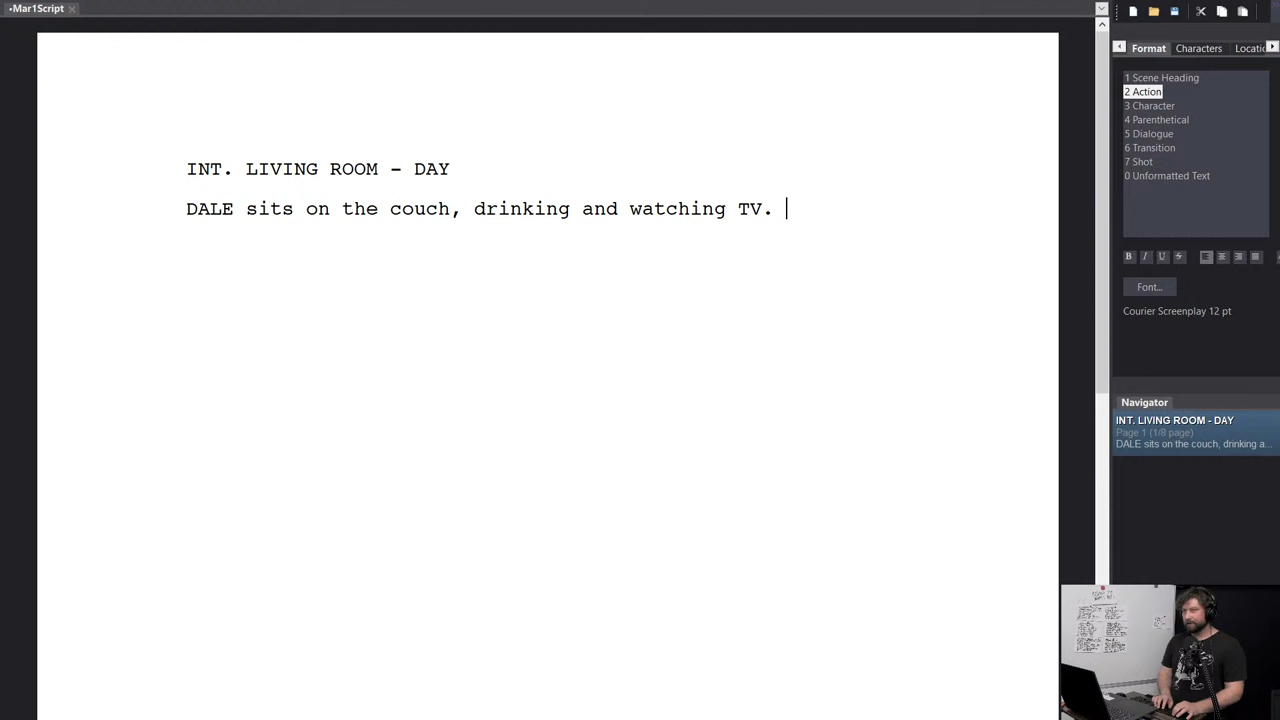 •Mar1Script
INT. LIVING ROOM - DAY
DALE sits on the couch, drinking and watching TV.
Format
Characters
Locatic
1 Scene Heading
2 Action
3 Character
4 Parenthetical
5 Dialogue
6 Transition
7 Shot
0 Unformatted Text
B I U S
Font...
Courier Screenplay 12 pt
Navigator
INT. LIVING ROOM - DAY
Page 1 (1/8 page)
DALE sits on the couch, drinking a...